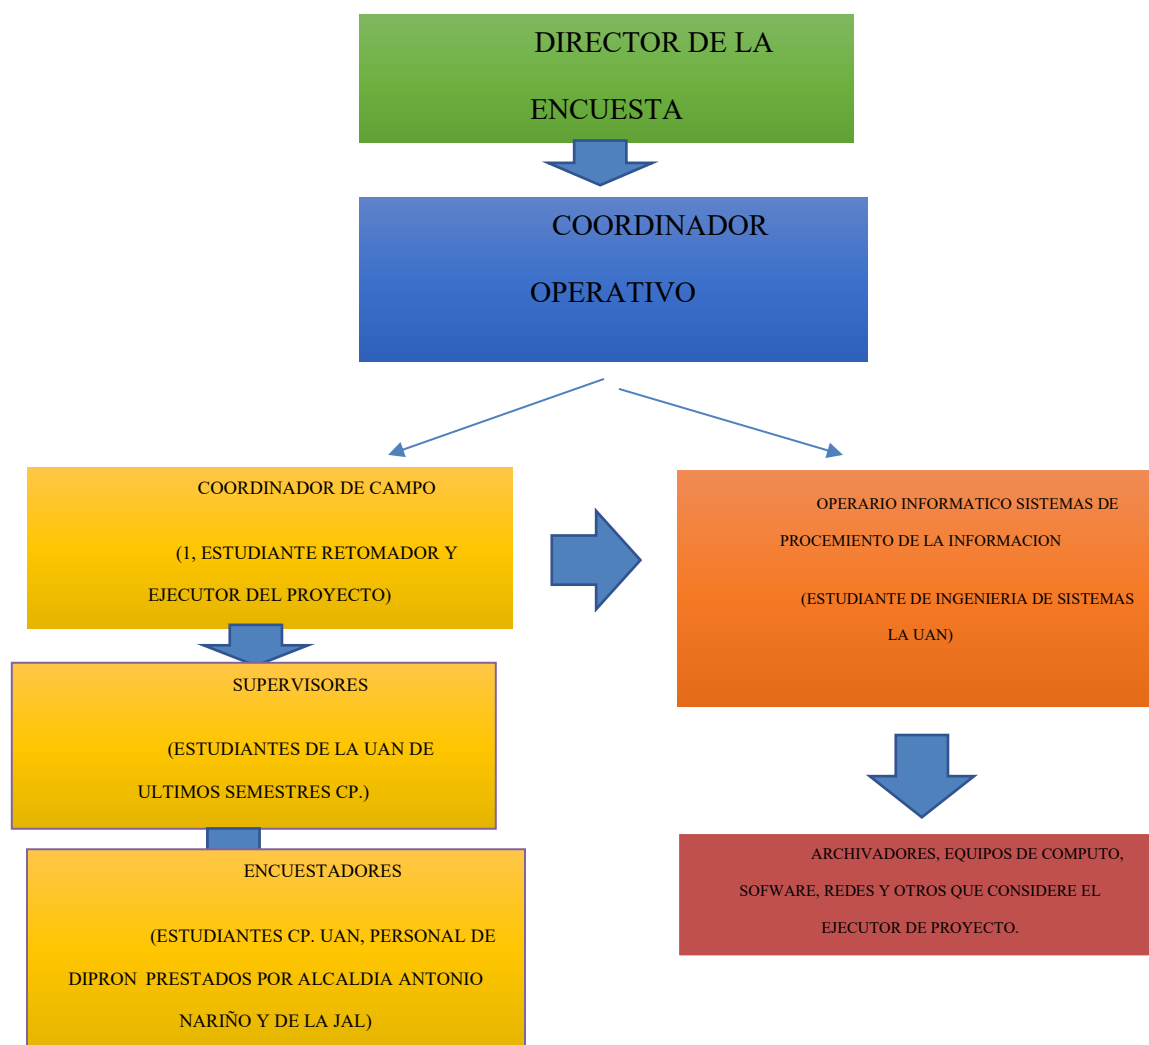 DIRECTOR DE LA
ENCUESTA
COORDINADOR
OPERATIVO
COORDINADOR DE CAMPO
(1, ESTUDIANTE RETOMADOR Y
EJECUTOR DEL PROYECTO)
OPERARIO INFORMATICO SISTEMAS DE
PROCEMIENTO DE LA INFORMACION
(ESTUDIANTE DE INGENIERIA DE SISTEMAS
LA UAN)
SUPERVISORES
(ESTUDIANTES DE LA UAN DE
ULTIMOS SEMESTRES CP.)
ENCUESTADORES
(ESTUDIANTES CP. UAN, PERSONAL DE
DIPRON PRESTADOS POR ALCALDIA ANTONIO
NARIÑO Y DE LA JAL)
ARCHIVADORES, EQUIPOS DE COMPUTO,
SOFWARE, REDES Y OTROS QUE CONSIDERE EL
EJECUTOR DE PROYECTO.